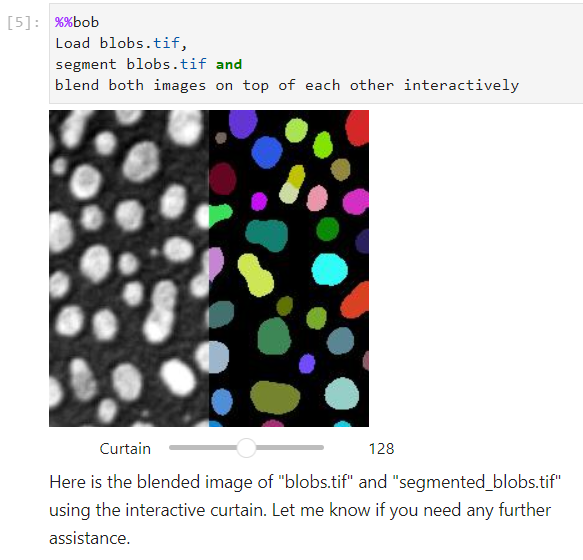 [5]: %%bob
Load blobs.tif,
segment blobs.tif and
blend both images on top of each other interactively
Curtain 128
Here is the blended image of "blobs.tif" and "segmented_blobs.tif"
using the interactive curtain. Let me know if you need any further
assistance.